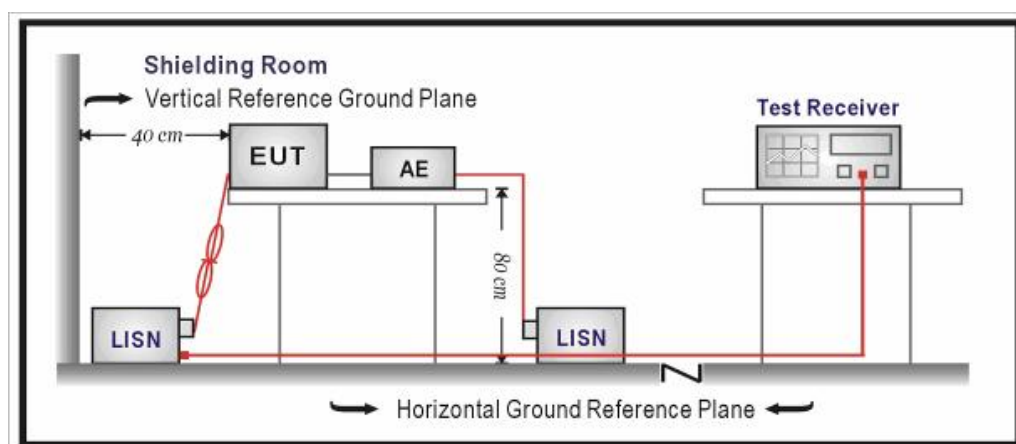 Shielding Room
Vertical Reference Ground Plane
40 cm
Test Receiver
EUT
AE
80 cm
LISN
LISN
Horizontal Ground Reference Plane